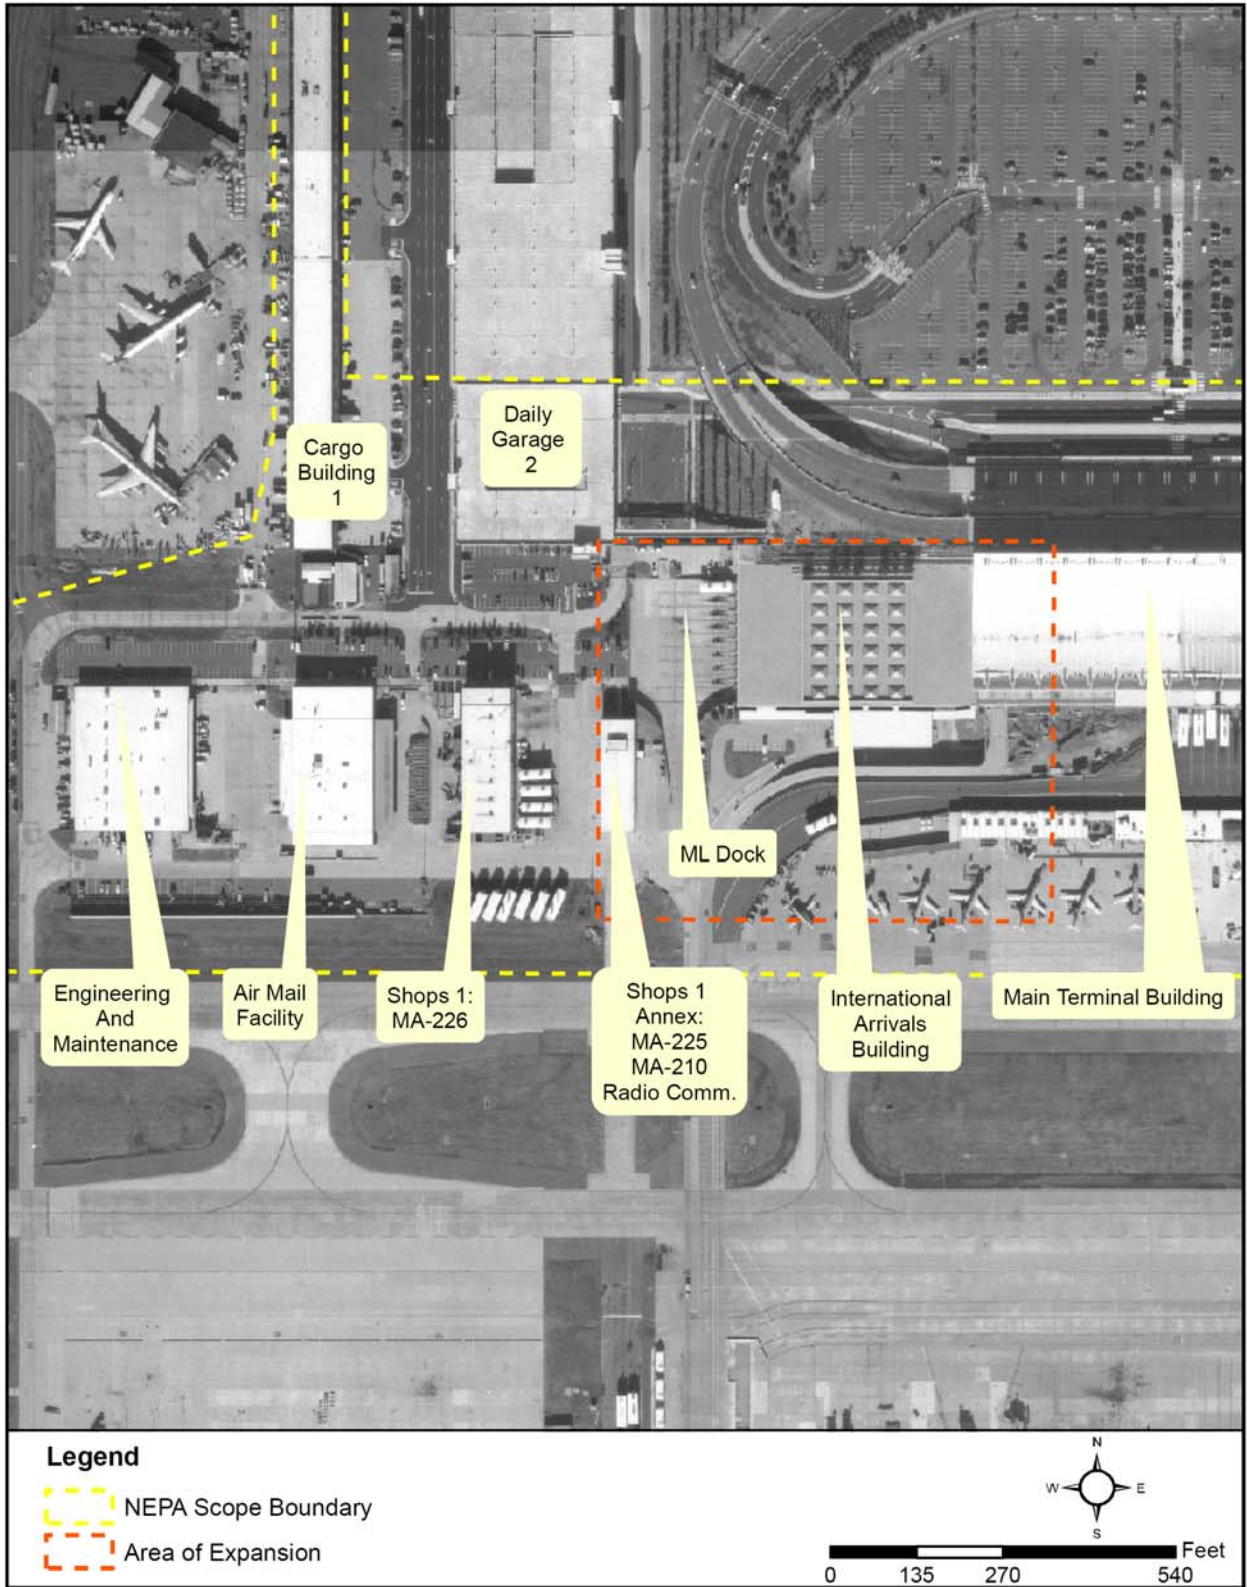 Cargo
Building
1
Daily
Garage
2
ML Dock
Engineering
And
Maintenance
Air Mail
Facility
Shops 1:
MA-226
Shops 1
Annex:
MA-225
MA-210
Radio Comm.
International
Arrivals
Building
Main Terminal Building
Legend
NEPA Scope Boundary
Area of Expansion
N
W E
S
Feet
0 135 270 540